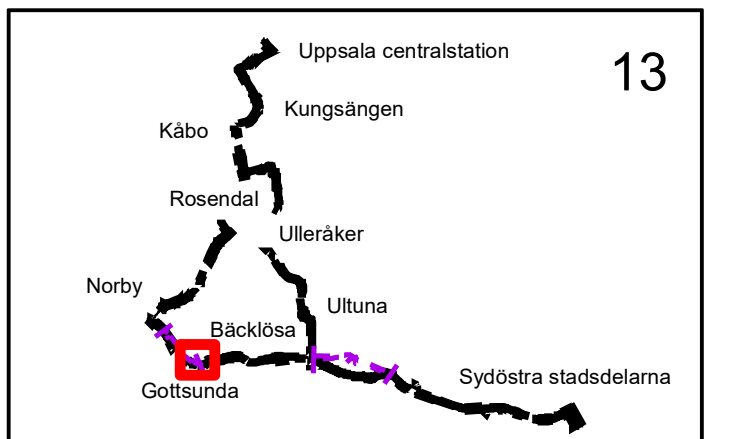 Uppsala centralstation
13
Kungsängen
Kåbo
Rosendal
Ulleråker
Norby
Ultuna
Bäcklösa
Sydöstra stadsdelarna
Gottsunda